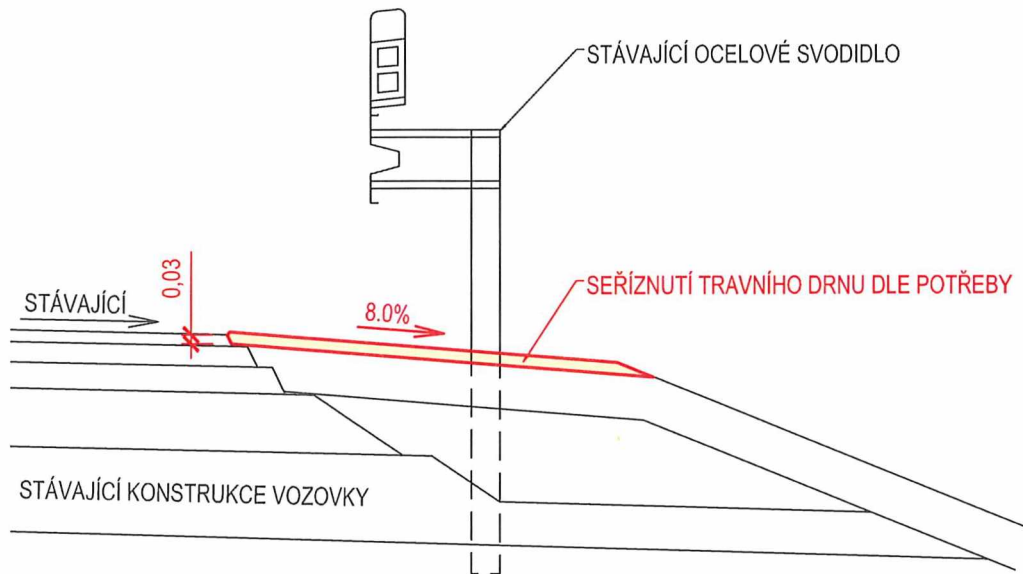 STÁVAJÍCÍ OCELOVÉ SVODIDLO
0,03
SEŘÍZNUTÍ TRAVNÍHO DRNU DLE POTŘEBY
STÁVAJÍCÍ
8.0%
STÁVAJÍCÍ KONSTRUKCE VOZOVKY